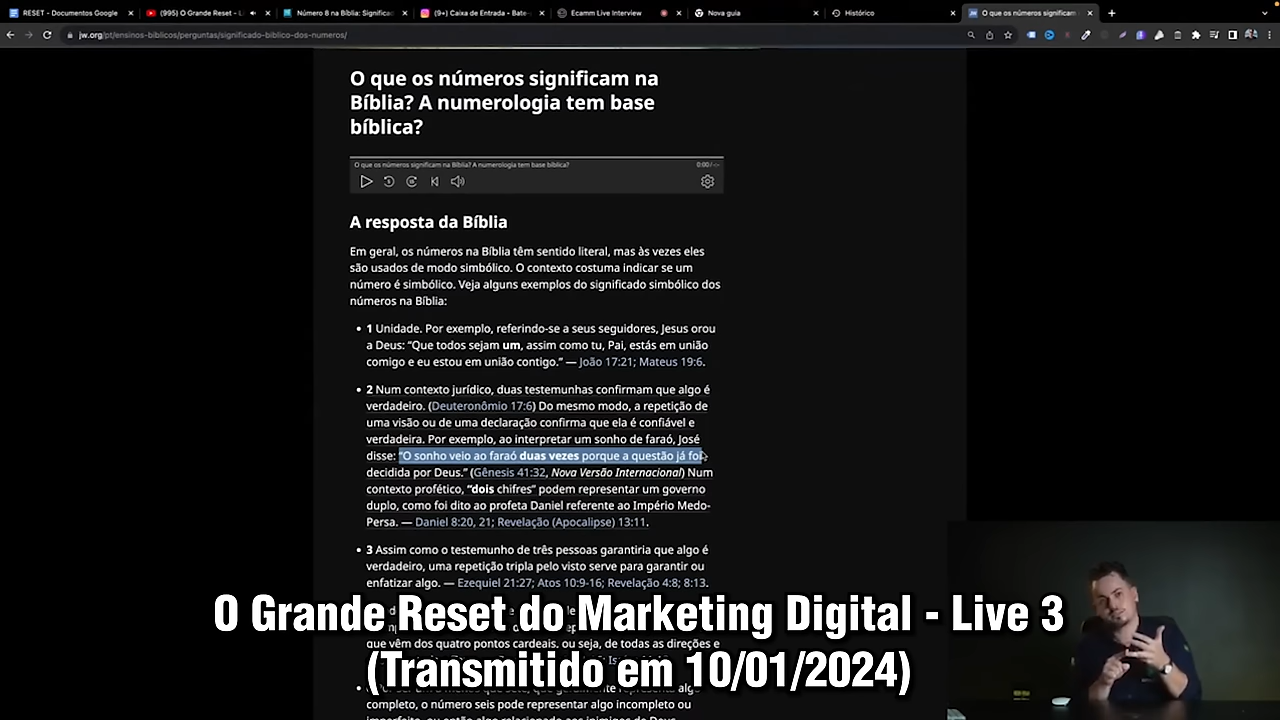 RESET - Documentos Google
(995) O Grande Reset - L
Número 8 na Bíblia: Significa
(9+) Caixa de Entrada - Bate-
Ecamm Live Interview
Nova guia
Histórico
O que os números significam
jw.org/pt/ensinos-biblicos/perguntas/significado-biblico-dos-numeros/
O que os números significam na
Bíblia? A numerologia tem base
bíblica?
O que os números significam na Bíblia? A numerologia tem base bíblica?
0:00 / -:-
A resposta da Bíblia
Em geral, os números na Bíblia têm sentido literal, mas às vezes eles
são usados de modo simbólico. O contexto costuma indicar se um
número é simbólico. Veja alguns exemplos do significado simbólico dos
números na Bíblia:
• 1 Unidade. Por exemplo, referindo-se a seus seguidores, Jesus orou
a Deus: “Que todos sejam um, assim como tu, Pai, estás em união
comigo e eu estou em união contigo.” — João 17:21; Mateus 19:6.
• 2 Num contexto jurídico, duas testemunhas confirmam que algo é
verdadeiro. (Deuteronômio 17:6) Do mesmo modo, a repetição de
uma visão ou de uma declaração confirma que ela é confiável e
verdadeira. Por exemplo, ao interpretar um sonho de faraó, José
disse: “O sonho veio ao faraó duas vezes porque a questão já foi
decidida por Deus.” (Gênesis 41:32, Nova Versão Internacional) Num
contexto profético, “dois chifres” podem representar um governo
duplo, como foi dito ao profeta Daniel referente ao Império Medo-
Persa. — Daniel 8:20, 21; Revelação (Apocalipse) 13:11.
• 3 Assim como o testemunho de três pessoas garantiria que algo é
verdadeiro, uma repetição tripla pelo visto serve para garantir ou
enfatizar algo. — Ezequiel 21:27; Atos 10:9-16; Revelação 4:8; 8:13.
O Grande Reset do Marketing Digital - Live 3
que vêm dos quatro pontos cardeais, ou seja, de todas as direções e
(Transmitido em 10/01/2024)
completo, o número seis pode representar algo incompleto ou